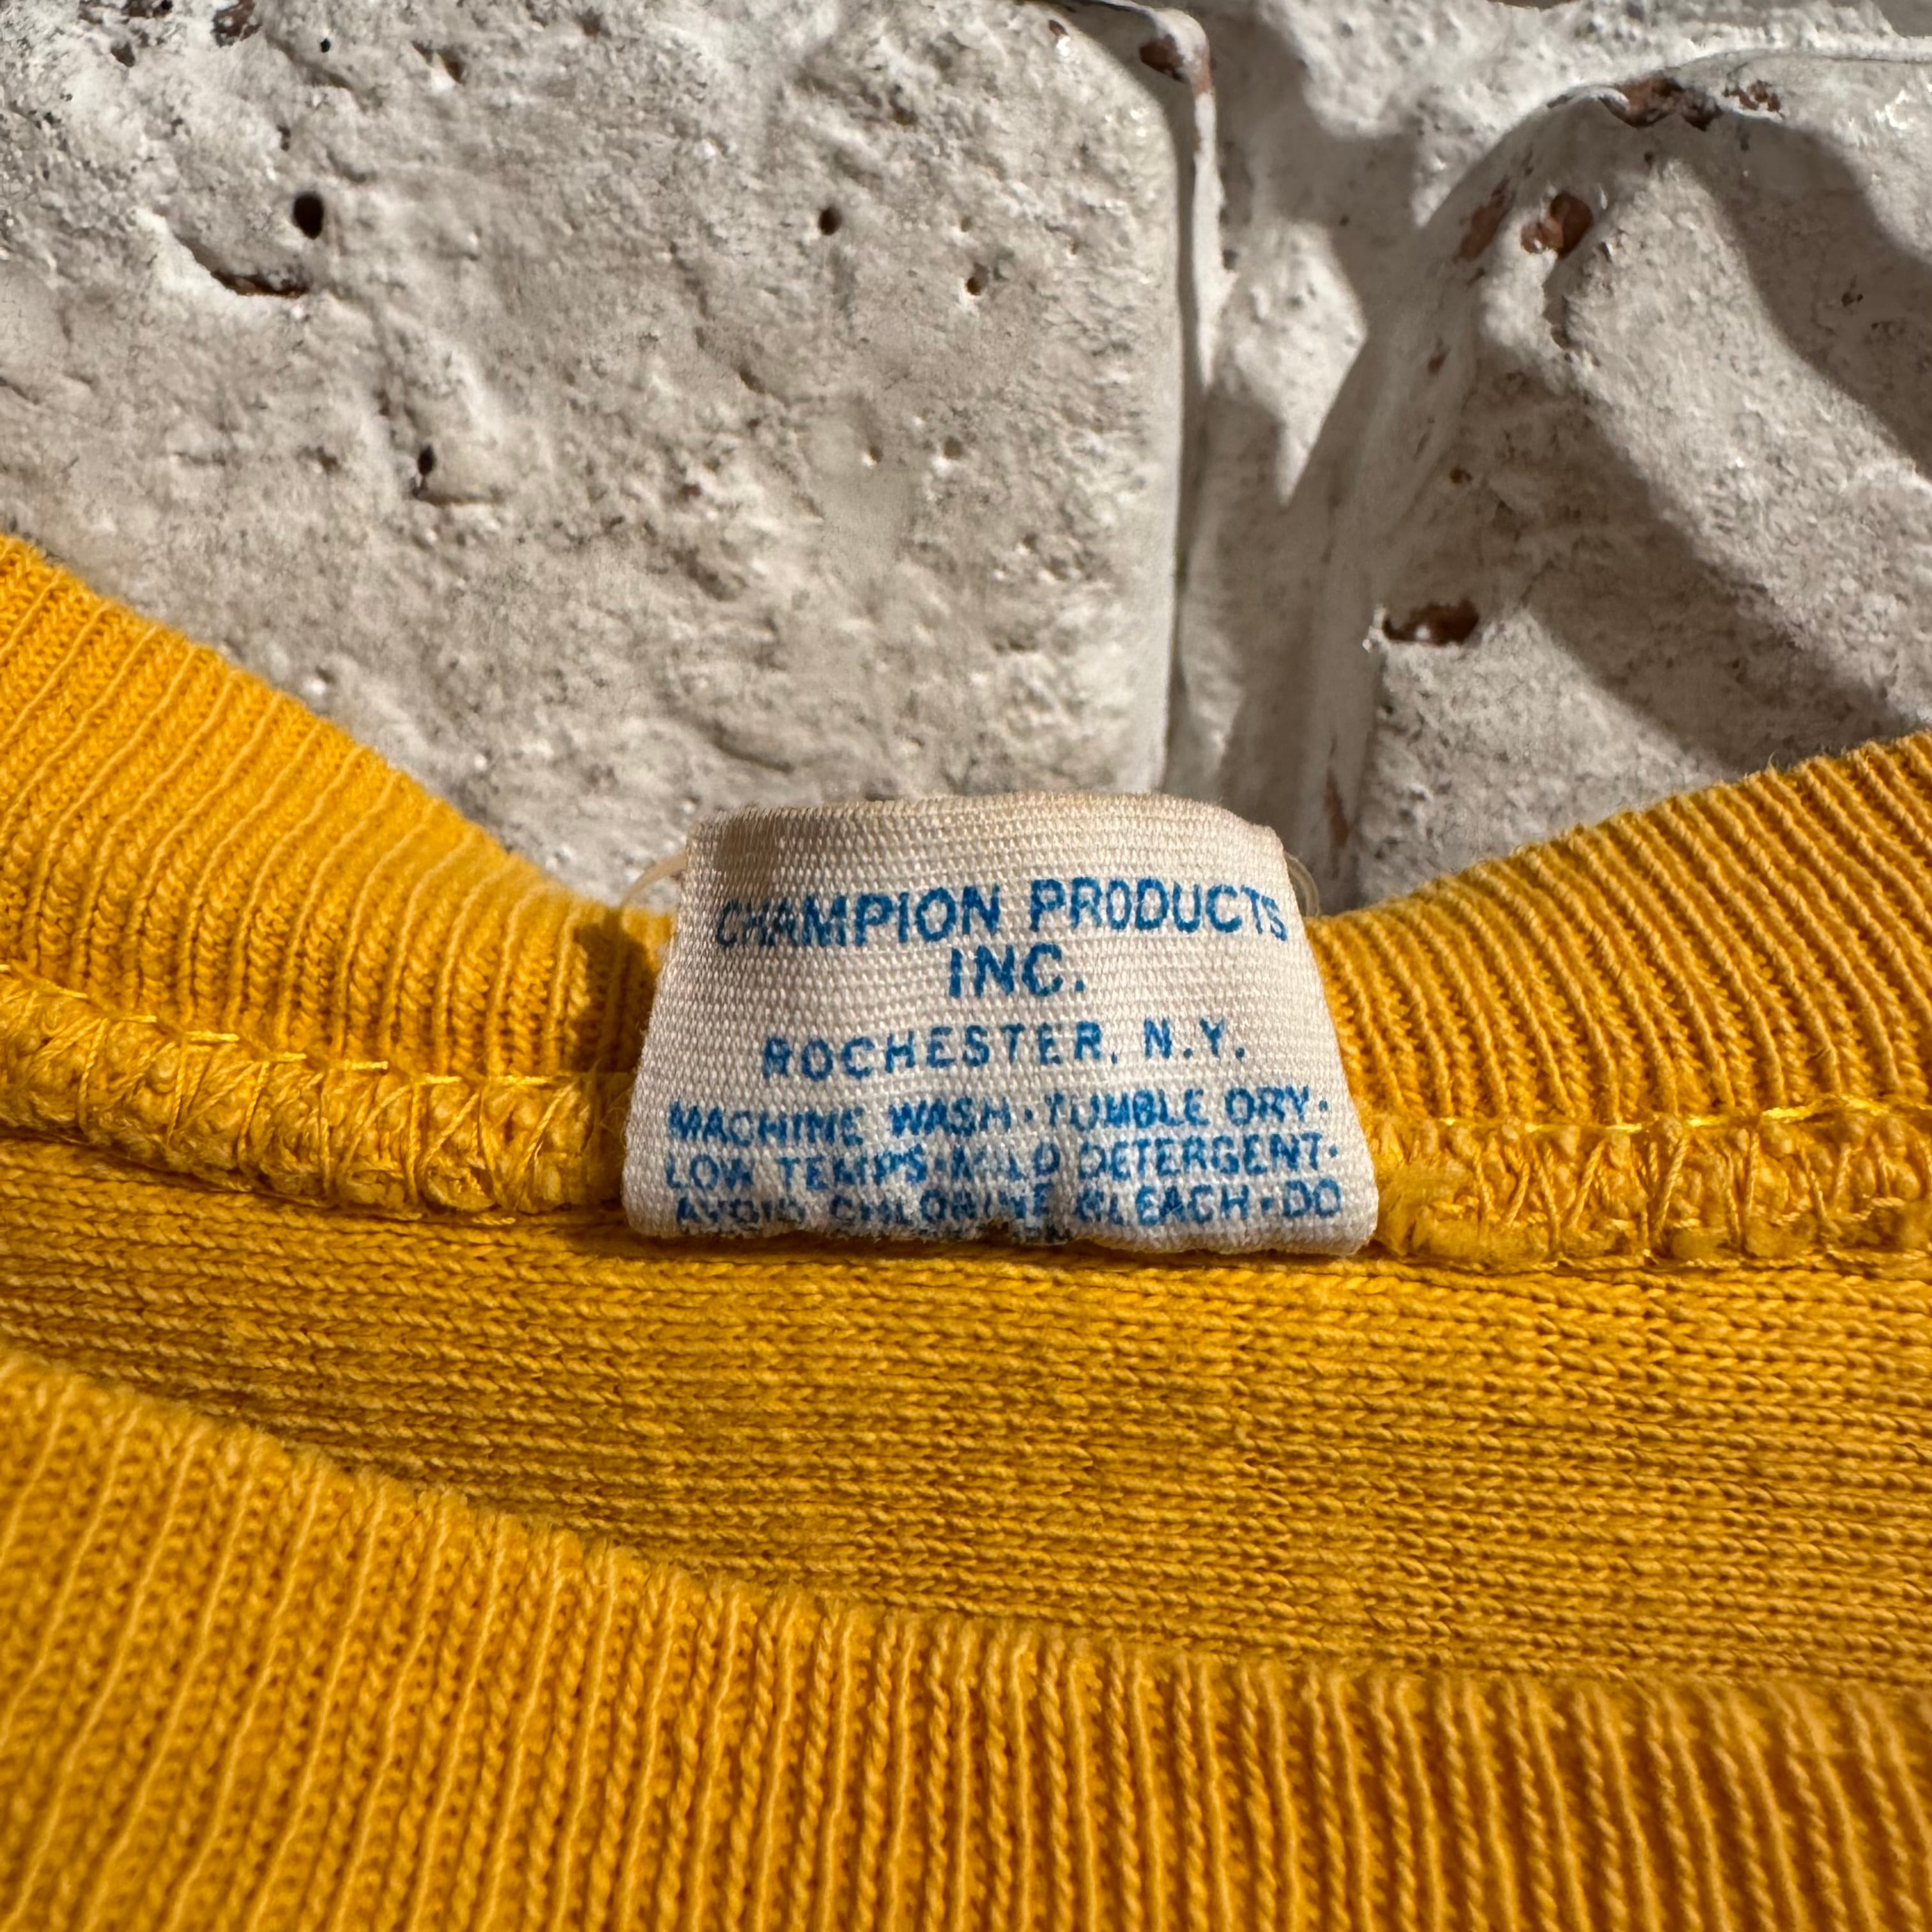 CHAMPION PRODUCTS
INC.
ROCHESTER, N.Y.
MACHINE WASH • TUMBLE DRY •
LOW TEMPS • MILD DETERGENT •
AVOID CHLORINE BLEACH • DO